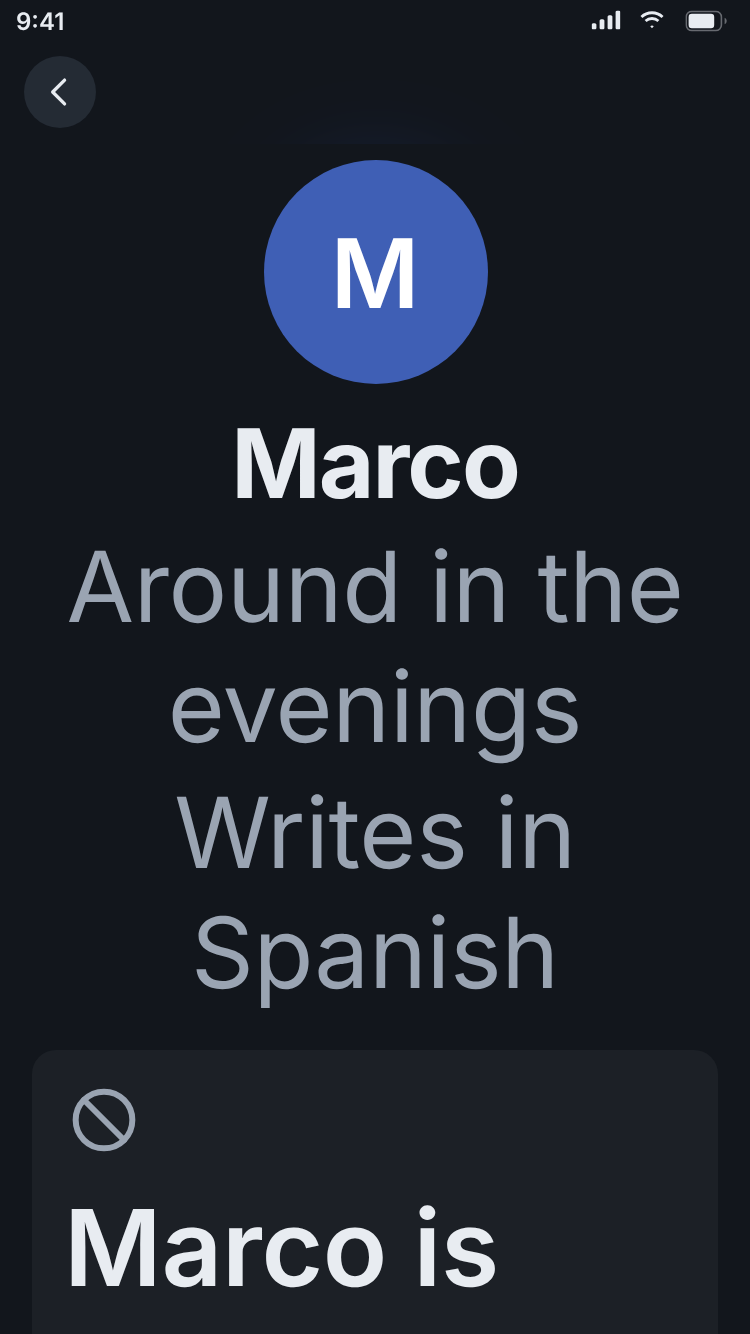 9:41
M
Marco
Around in the
evenings
Writes in
Spanish
Marco is